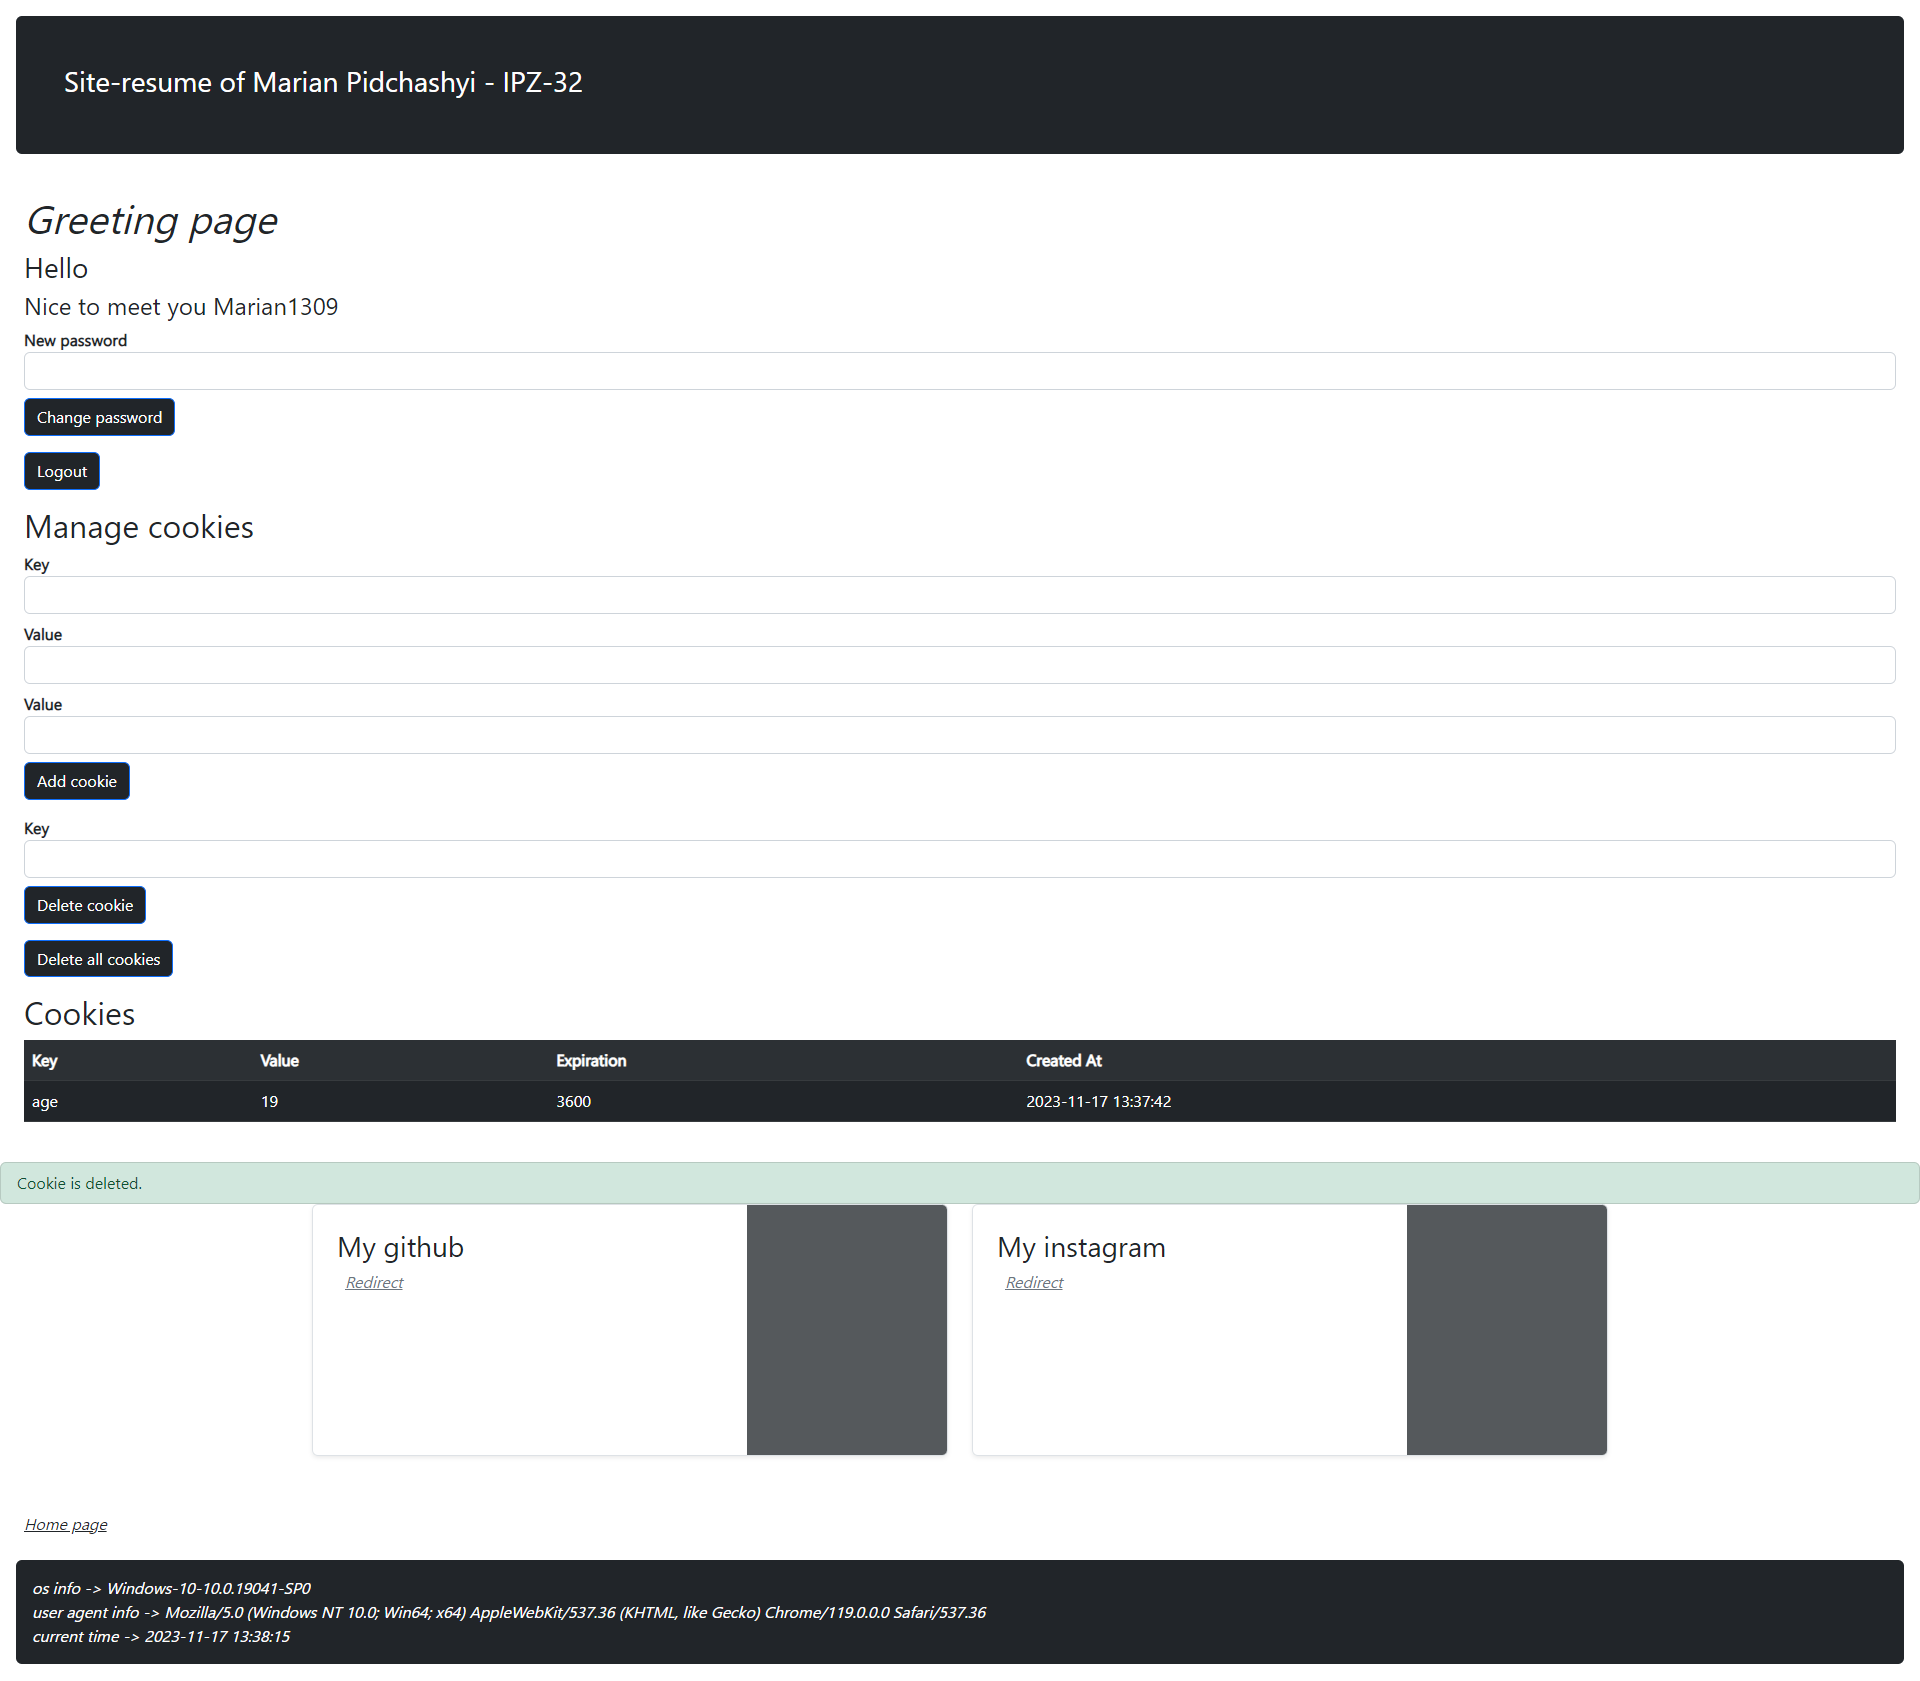 Site-resume of Marian Pidchashyi - IPZ-32
Greeting page
Hello
Nice to meet you Marian1309
New password
Change password
Logout
Manage cookies
Key
Value
Value
Add cookie
Key
Delete cookie
Delete all cookies
Cookies
Key Value Expiration Created At
age 19 3600 2023-11-17 13:37:42
Cookie is deleted.
My github
Redirect
My instagram
Redirect
Home page
os info -> Windows-10-10.0.19041-SP0
user agent info -> Mozilla/5.0 (Windows NT 10.0; Win64; x64) AppleWebKit/537.36 (KHTML, like Gecko) Chrome/119.0.0.0 Safari/537.36
current time -> 2023-11-17 13:38:15